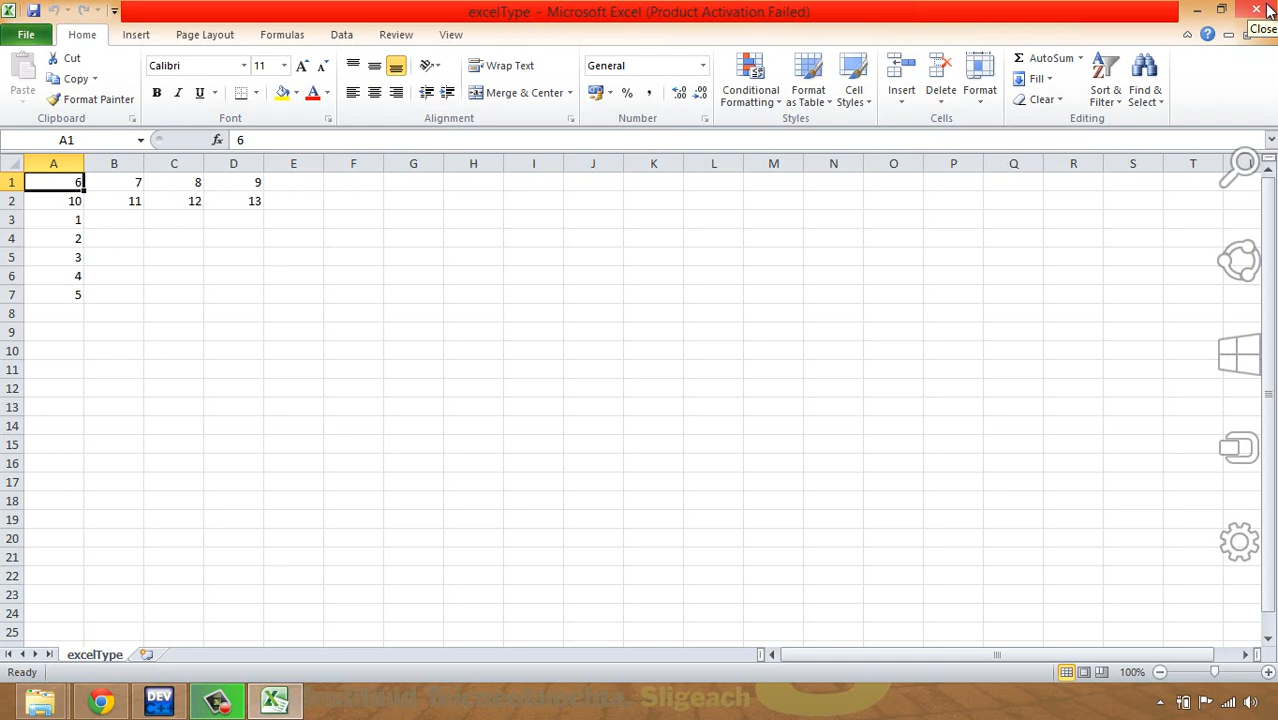 excelType - Microsoft Excel (Product Activation Failed)
Close
File Home Insert Page Layout Formulas Data Review View
Cut
Copy
Format Painter
Paste
Clipboard
Calibri 11
B I U A
Font
Wrap Text
Merge & Center
Alignment
General
% ,
Number
Conditional Formatting
Format as Table
Cell Styles
Styles
Insert Delete Format
Cells
Σ AutoSum
Fill
Clear
Sort & Filter
Find & Select
Editing
A1 fx 6
A B C D E F G H I J K L M N O P Q R S T
1 6 7 8 9
2 10 11 12 13
3 1
4 2
5 3
6 4
7 5
8
9
10
11
12
13
14
15
16
17
18
19
20
21
22
23
24
25
excelType
Ready 100%
DEV C++
Sligeach